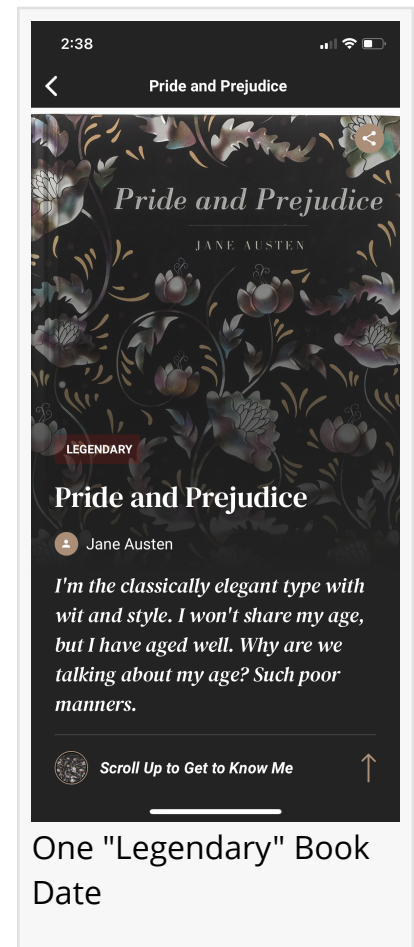 2:38
Pride and Prejudice
Pride and Prejudice
JANE AUSTEN
LEGENDARY
Pride and Prejudice
Jane Austen
I'm the classically elegant type with
wit and style. I won't share my age,
but I have aged well. Why are we
talking about my age? Such poor
manners.
Scroll Up to Get to Know Me
One "Legendary" Book
Date